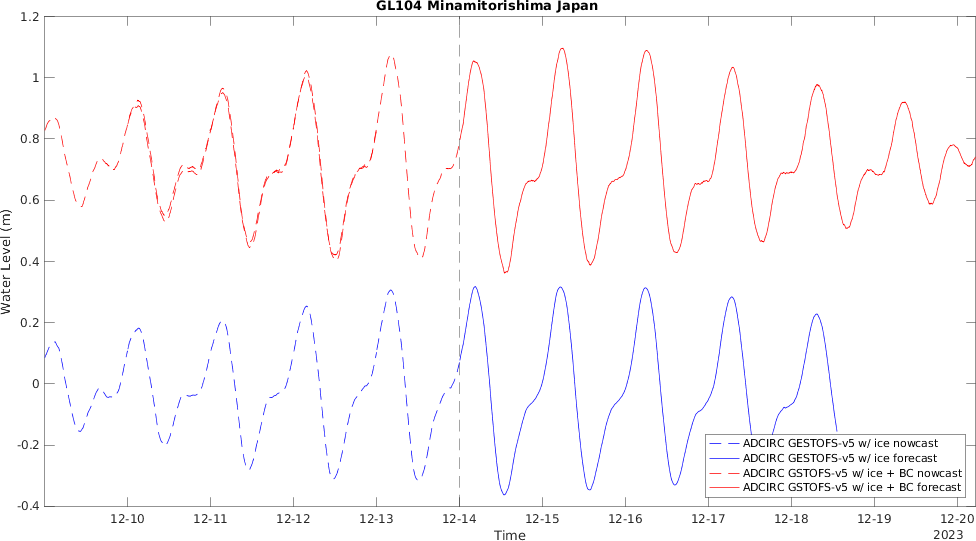 GL104 Minamitorishima Japan
1.2
1
0.8
0.6
0.4
0.2
0
-0.2
-0.4
Water Level (m)
ADCIRC GESTOFS-v5 w/ ice nowcast
ADCIRC GESTOFS-v5 w/ ice forecast
ADCIRC GSTOFS-v5 w/ ice + BC nowcast
ADCIRC GSTOFS-v5 w/ ice + BC forecast
12-10 12-11 12-12 12-13 12-14 12-15 12-16 12-17 12-18 12-19 12-20
Time
2023